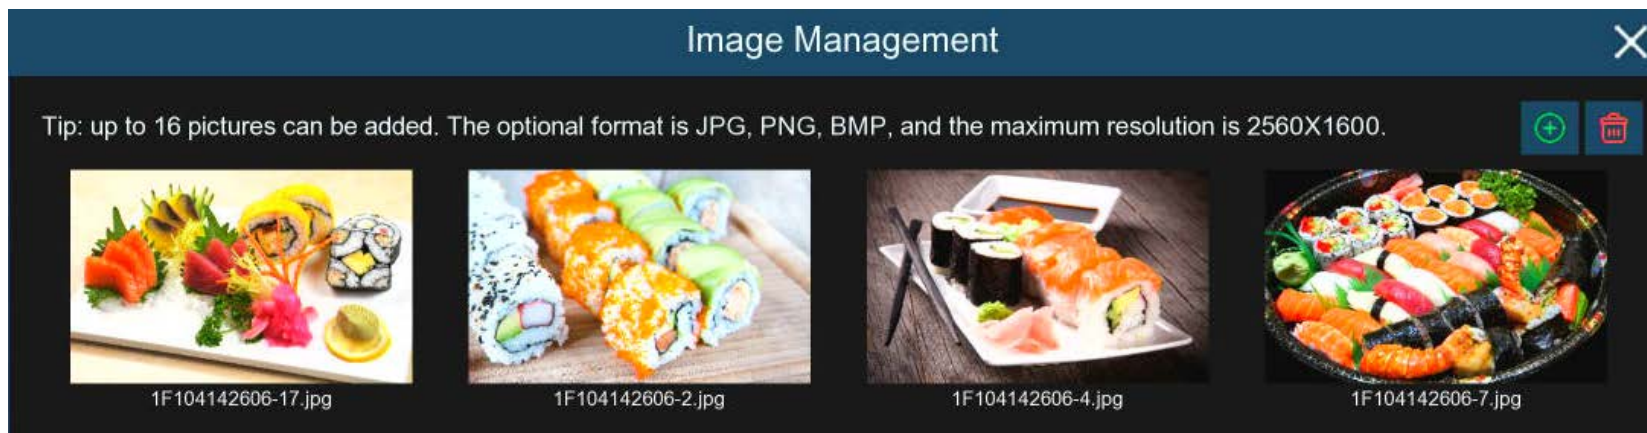 Image Management
Tip: up to 16 pictures can be added. The optional format is JPG, PNG, BMP, and the maximum resolution is 2560X1600.
1F104142606-17.jpg
1F104142606-2.jpg
1F104142606-4.jpg
1F104142606-7.jpg